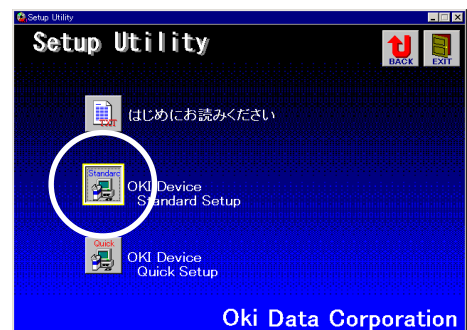 Setup Utility
Setup Utility
BACK
EXIT
TXT
はじめにお読みください
Standard
OKI Device
Standard Setup
Quick
OKI Device
Quick Setup
Oki Data Corporation